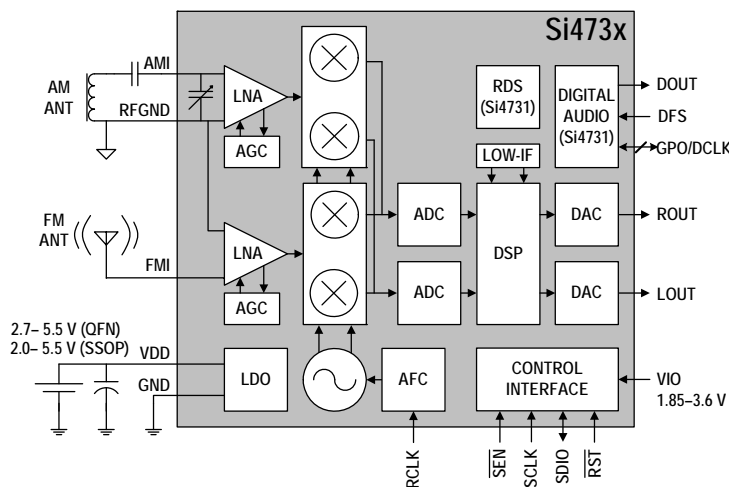 Si473x
AMI
AM
ANT
RFGND
LNA
AGC
RDS
(Si4731)
DIGITAL
AUDIO
(Si4731)
DOUT
DFS
GPO/DCLK
LOW-IF
FM
ANT
FMI
LNA
AGC
ADC
ADC
DSP
DAC
DAC
ROUT
LOUT
2.7– 5.5 V (QFN)
2.0– 5.5 V (SSOP)
VDD
GND
LDO
AFC
CONTROL
INTERFACE
VIO
1.85–3.6 V
RCLK
SEN
SCLK
SDIO
RST